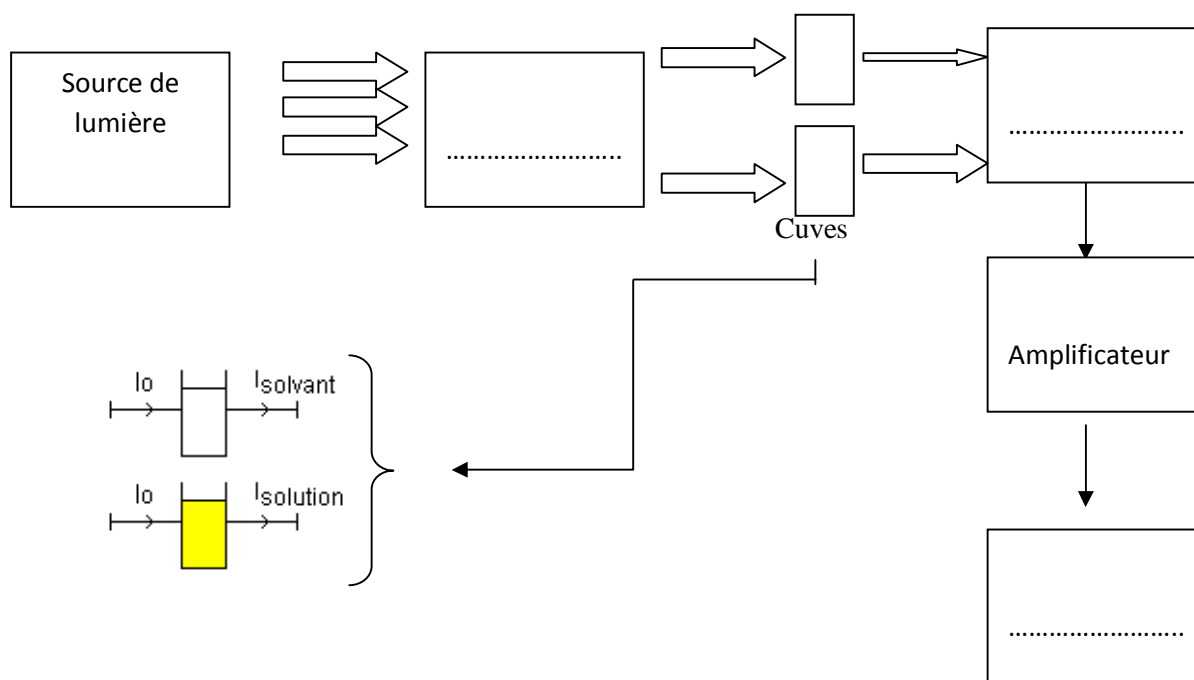 Source de
lumière
............................
............................
Cuves
Amplificateur
Io
Isolvant
Io
Isolution
............................